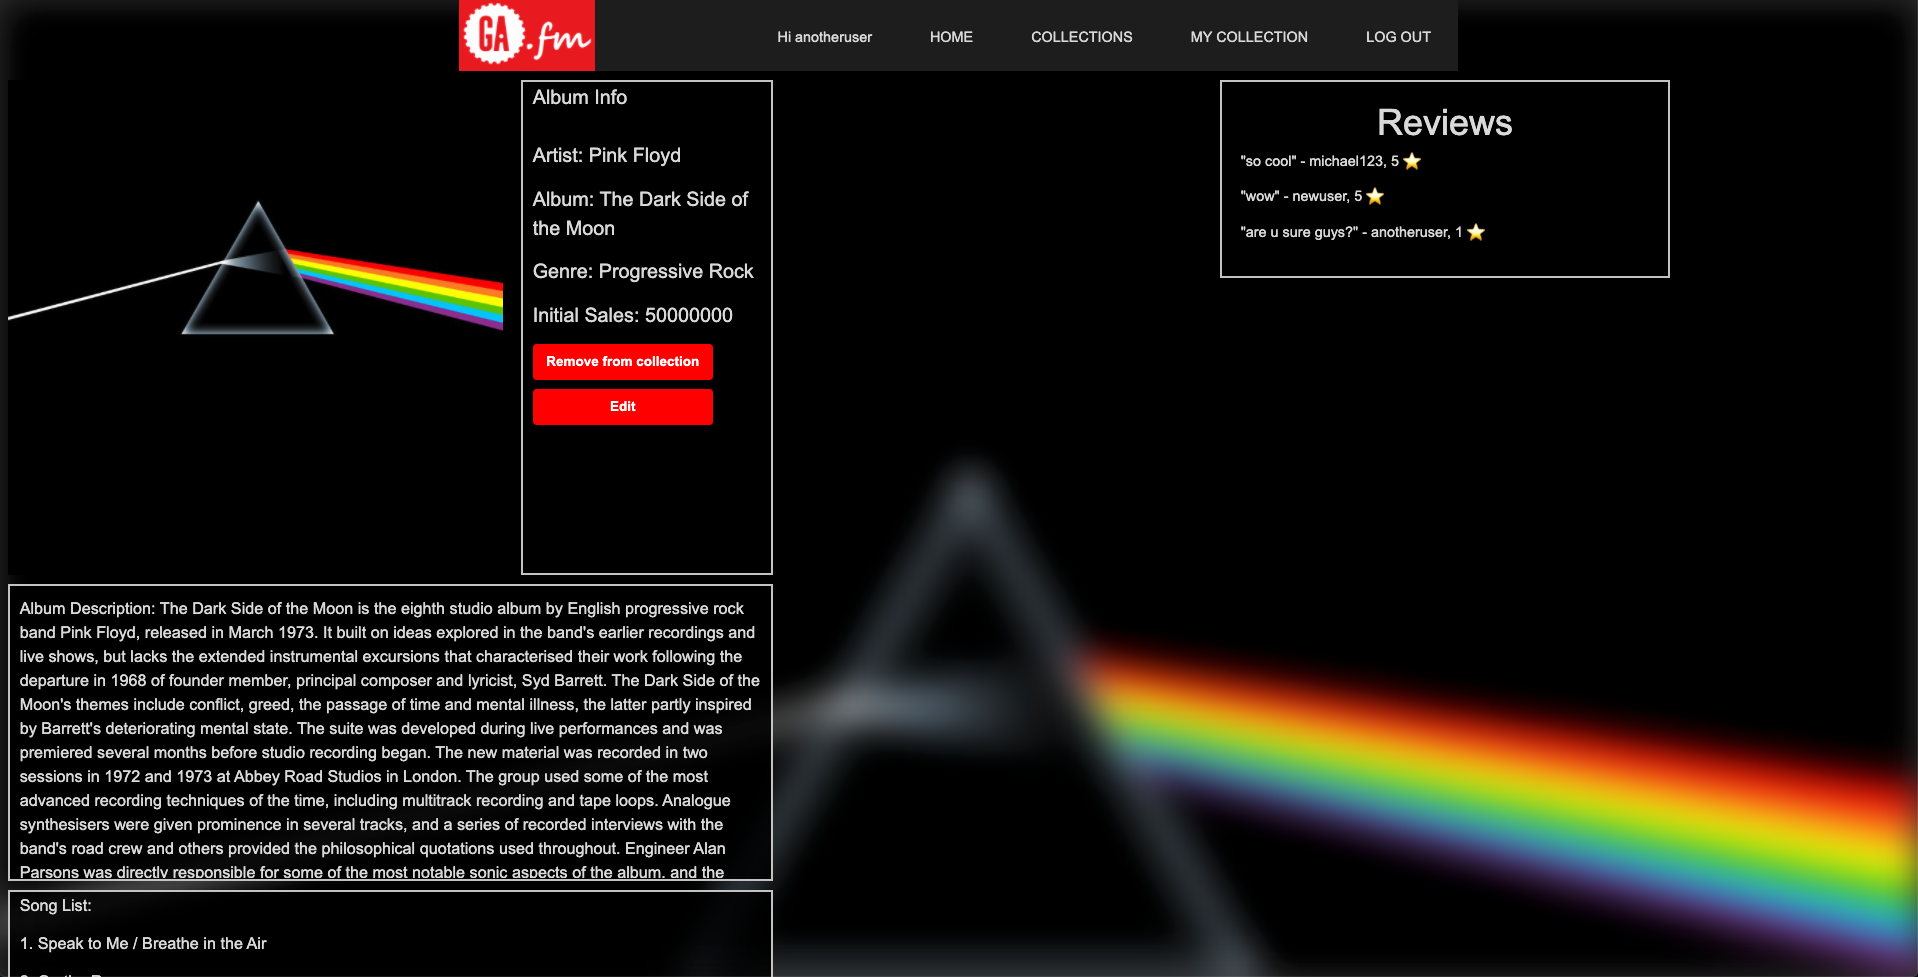 GA.fm
Hi anotheruser
HOME
COLLECTIONS
MY COLLECTION
LOG OUT
Album Info
Artist: Pink Floyd
Album: The Dark Side of
the Moon
Genre: Progressive Rock
Initial Sales: 50000000
Remove from collection
Edit
Reviews
"so cool" - michael123, 5 ⭐
"wow" - newuser, 5 ⭐
"are u sure guys?" - anotheruser, 1 ⭐
Album Description: The Dark Side of the Moon is the eighth studio album by English progressive rock
band Pink Floyd, released in March 1973. It built on ideas explored in the band's earlier recordings and
live shows, but lacks the extended instrumental excursions that characterised their work following the
departure in 1968 of founder member, principal composer and lyricist, Syd Barrett. The Dark Side of the
Moon's themes include conflict, greed, the passage of time and mental illness, the latter partly inspired
by Barrett's deteriorating mental state. The suite was developed during live performances and was
premiered several months before studio recording began. The new material was recorded in two
sessions in 1972 and 1973 at Abbey Road Studios in London. The group used some of the most
advanced recording techniques of the time, including multitrack recording and tape loops. Analogue
synthesisers were given prominence in several tracks, and a series of recorded interviews with the
band's road crew and others provided the philosophical quotations used throughout. Engineer Alan
Parsons was directly responsible for some of the most notable sonic aspects of the album, and the
Song List:
1. Speak to Me / Breathe in the Air